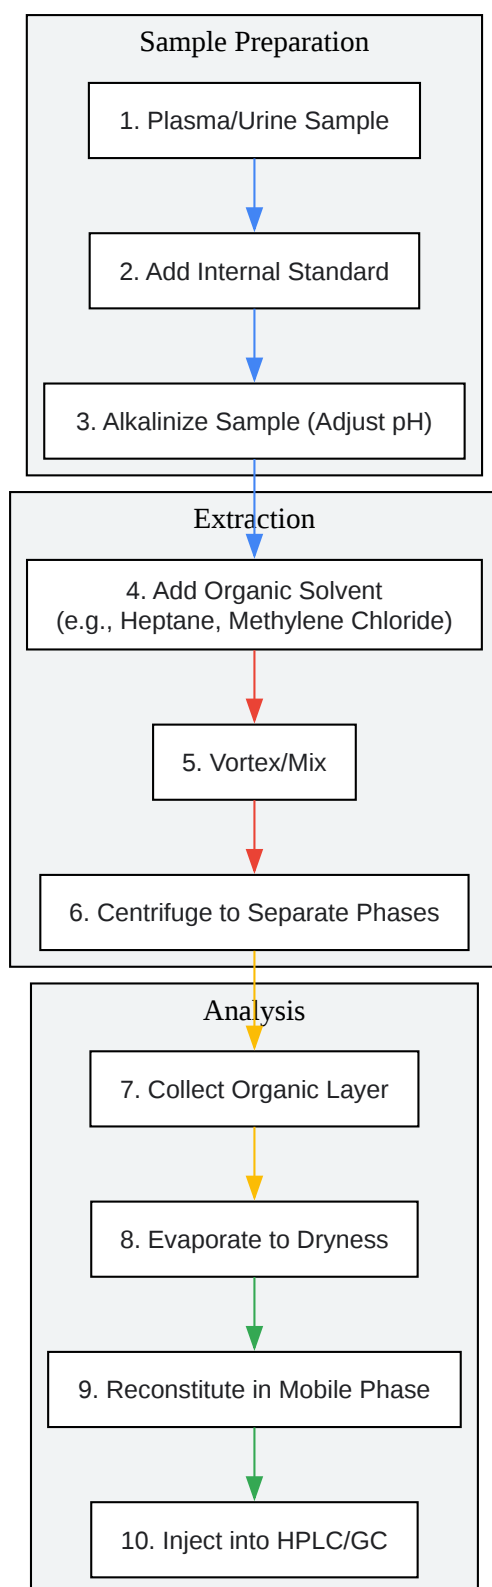 Sample Preparation
1. Plasma/Urine Sample
2. Add Internal Standard
3. Alkalinize Sample (Adjust pH)
Extraction
4. Add Organic Solvent
(e.g., Heptane, Methylene Chloride)
5. Vortex/Mix
6. Centrifuge to Separate Phases
Analysis
7. Collect Organic Layer
8. Evaporate to Dryness
9. Reconstitute in Mobile Phase
10. Inject into HPLC/GC